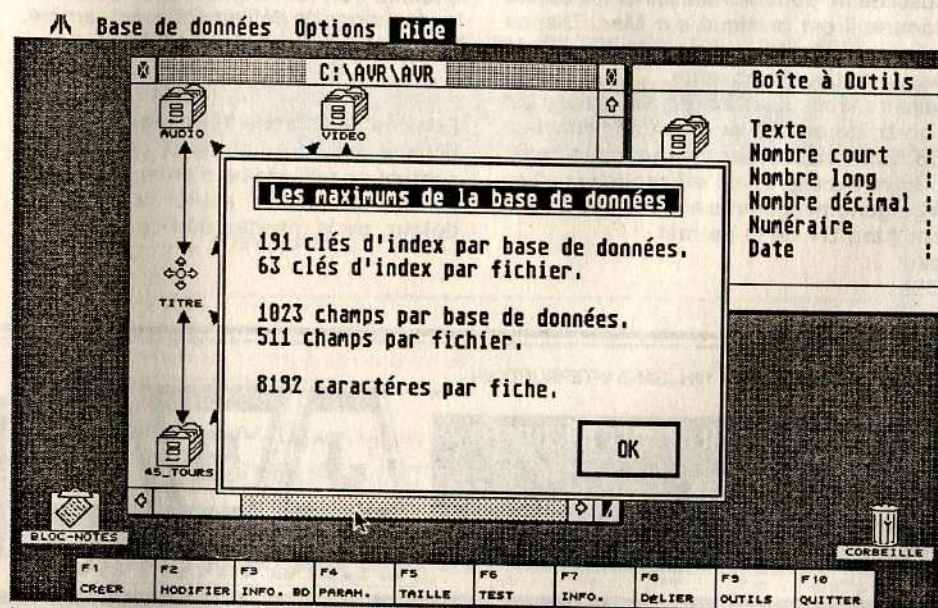 Base de données Options Aide
C:\AVR\AVR
Boîte à Outils
AUDIO
VIDEO
Texte :
Nombre court :
Nombre long :
Nombre décimal :
Numéraire :
Date :
Les maximums de la base de données
191 clés d'index par base de données.
63 clés d'index par fichier.
1023 champs par base de données.
511 champs par fichier.
8192 caractéres par fiche.
OK
TITRE
45_TOURS
BLOC-NOTES
CORBEILLE
F1 F2 F3 F4 F5 F6 F7 F8 F9 F10
CRÉER MODIFIER INFO. BD PARAM. TAILLE TEST INFO. DÉLIER OUTILS QUITTER